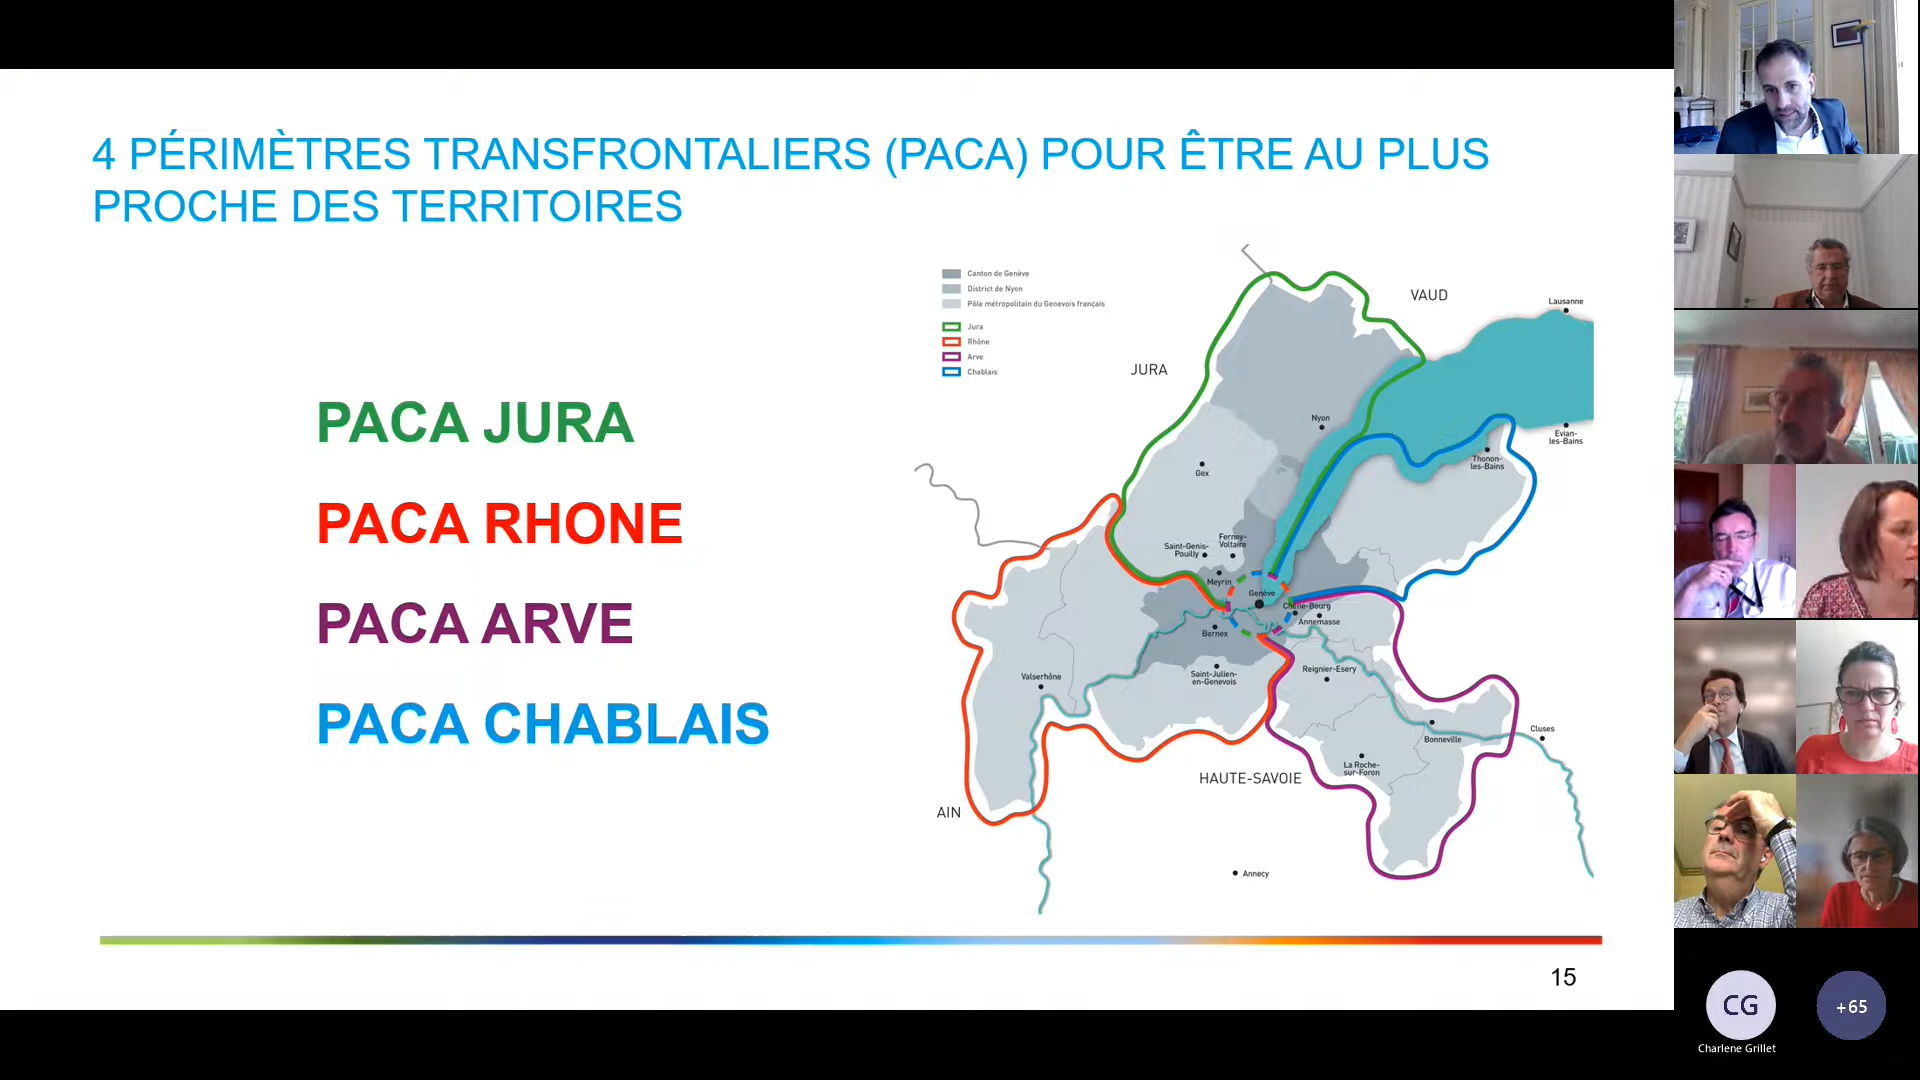 4 PÉRIMÈTRES TRANSFRONTALIERS (PACA) POUR ÊTRE AU PLUS
PROCHE DES TERRITOIRES
PACA JURA
PACA RHONE
PACA ARVE
PACA CHABLAIS
Canton de Genève
District de Nyon
Pôle métropolitain du Genevois français
Jura
Rhône
Arve
Chablais
VAUD
Lausanne
JURA
Nyon
Evian-
les-Bains
Thonon-
les-Bains
Gex
Ferney-
Voltaire
Saint-Genis-
Pouilly
Meyrin
Genève
Chêne-Bourg
Annemasse
Bernex
Saint-Julien-
en-Genevois
Reignier-Esery
Valserhône
Cluses
Bonneville
La Roche-
sur-Foron
HAUTE-SAVOIE
AIN
Annecy
15
CG
+65
Charlene Grillet